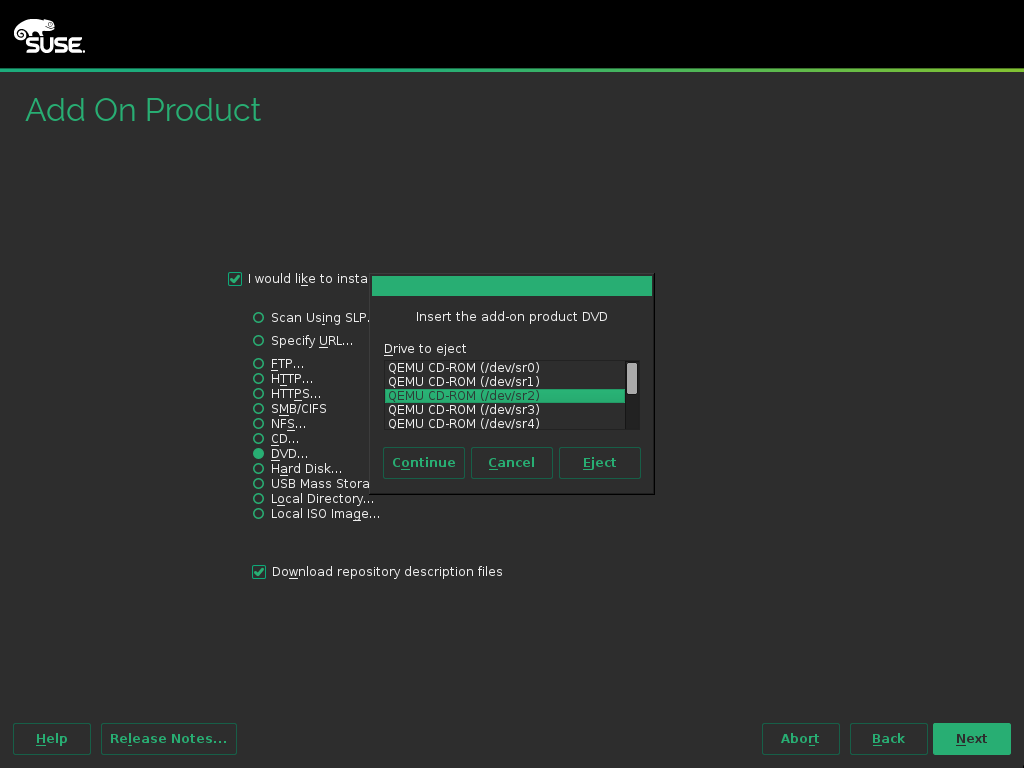 SUSE.
Add On Product
I would like to insta
Insert the add-on product DVD
Scan Using SLP.
Specify URL...
Drive to eject
FTP...
QEMU CD-ROM (/dev/sr0)
HTTP...
QEMU CD-ROM (/dev/sr1)
HTTPS...
QEMU CD-ROM (/dev/sr2)
SMB/CIFS
QEMU CD-ROM (/dev/sr3)
NFS...
QEMU CD-ROM (/dev/sr4)
CD...
DVD...
Continue Cancel Eject
Hard Disk...
USB Mass Stora
Local Directory...
Local ISO Image...
Download repository description files
Help Release Notes... Abort Back Next